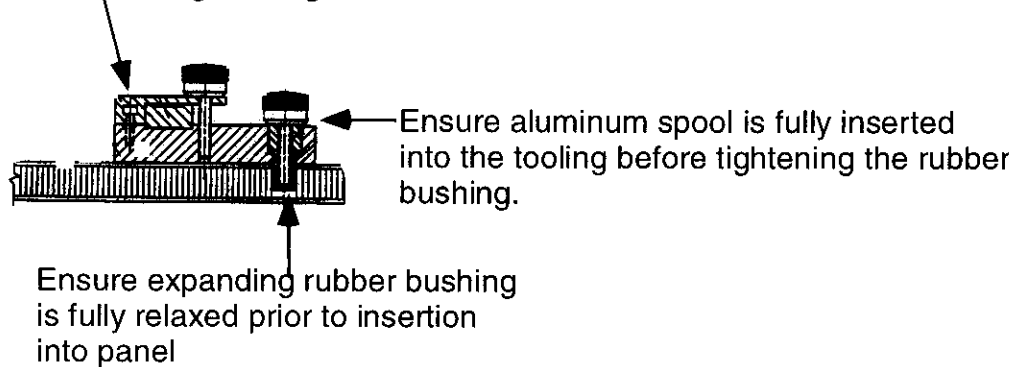 Ensure aluminum spool is fully inserted
into the tooling before tightening the rubber
bushing.
Ensure expanding rubber bushing
is fully relaxed prior to insertion
into panel